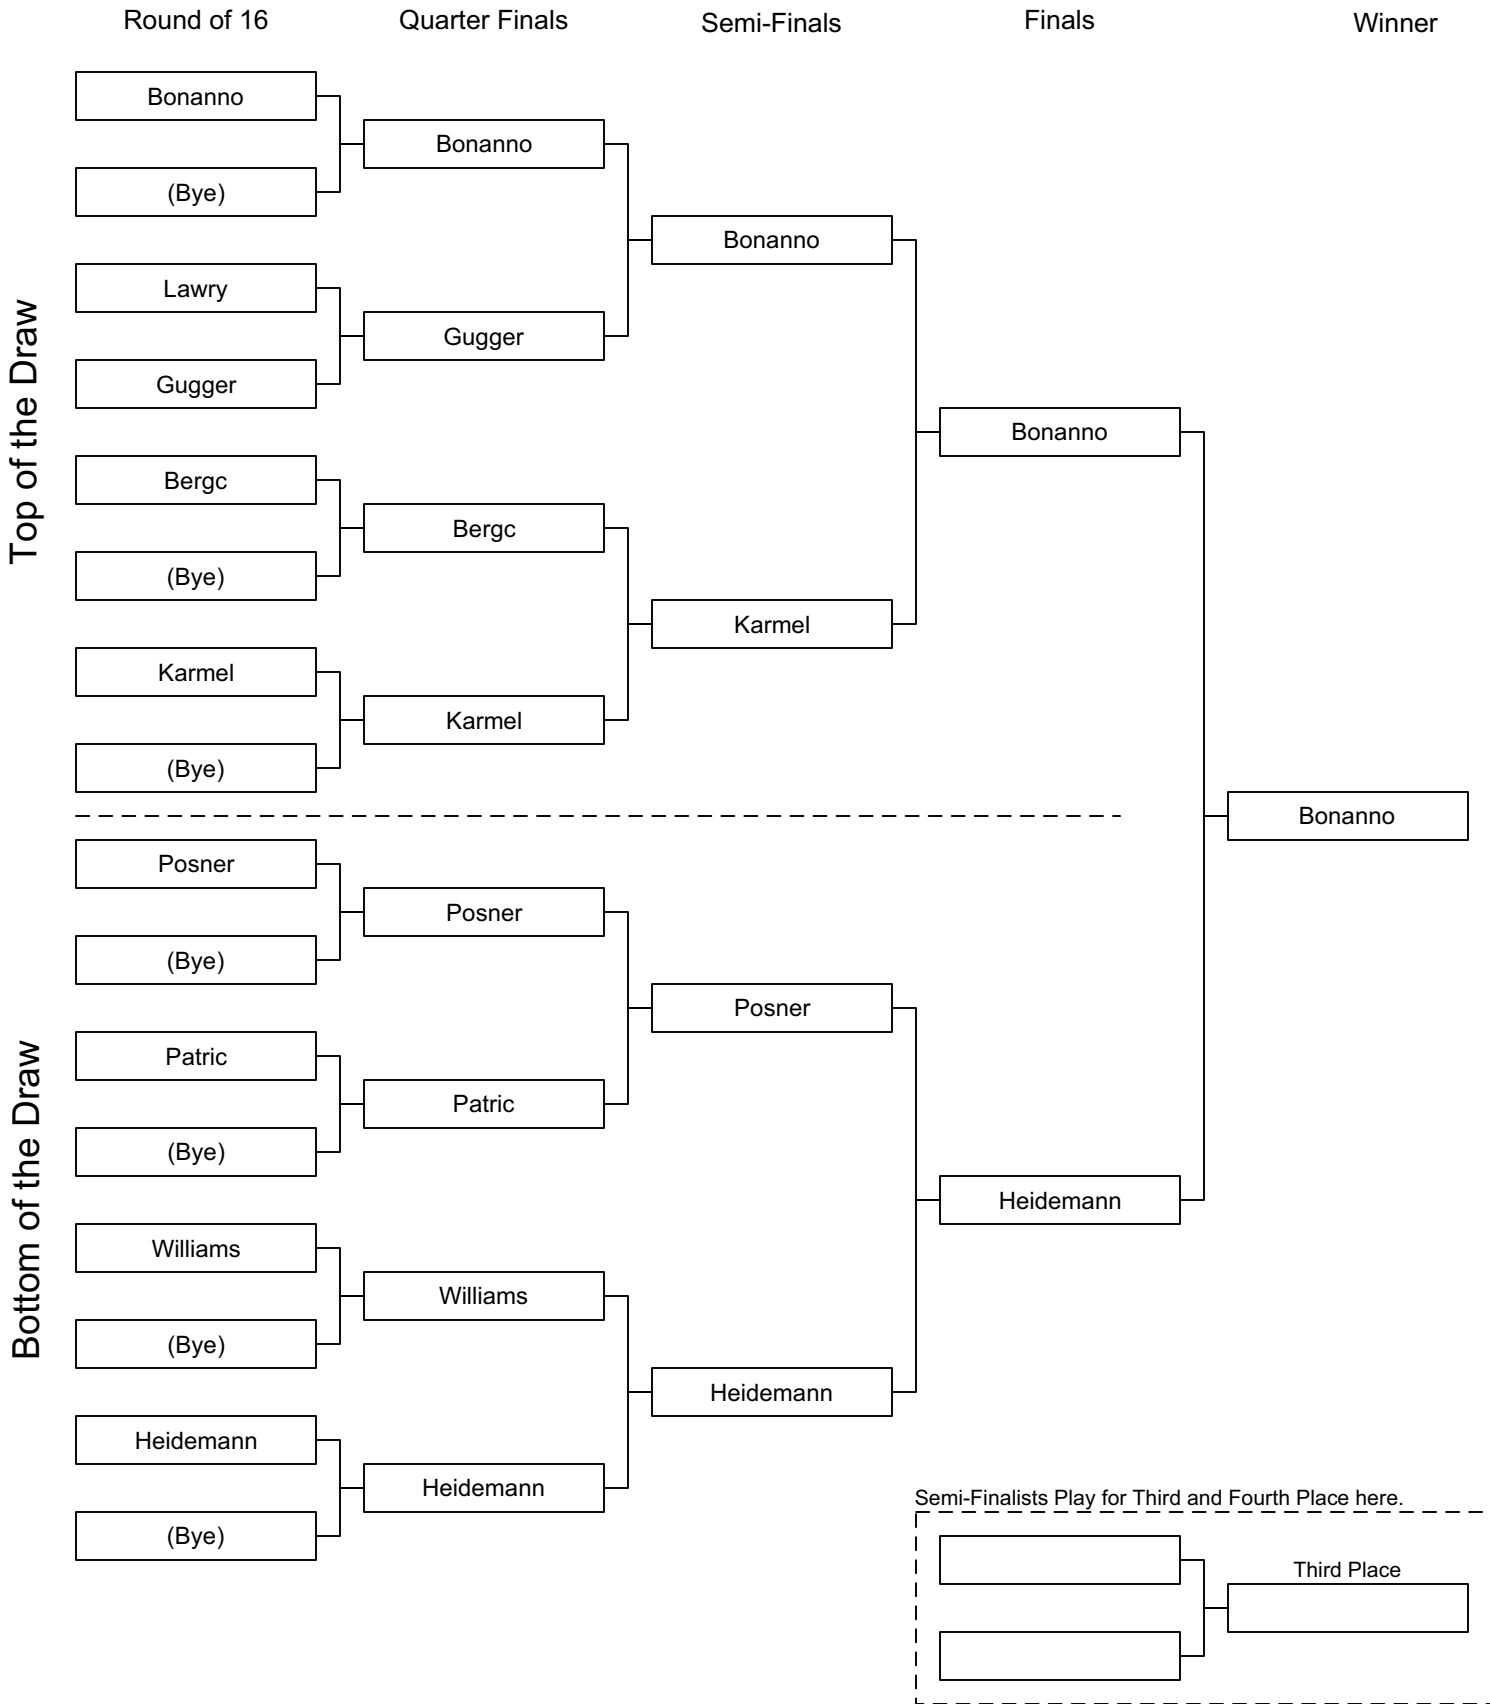 Round of 16
Quarter Finals
Semi-Finals
Finals
Winner
Top of the Draw
Bonanno
(Bye)
Lawry
Gugger
Bergc
(Bye)
Karmel
(Bye)
Bonanno
Gugger
Bergc
Karmel
Bonanno
Karmel
Bonanno
Bonanno
Bottom of the Draw
Posner
(Bye)
Patric
(Bye)
Williams
(Bye)
Heidemann
(Bye)
Posner
Patric
Williams
Heidemann
Posner
Heidemann
Heidemann
Semi-Finalists Play for Third and Fourth Place here.
Third Place